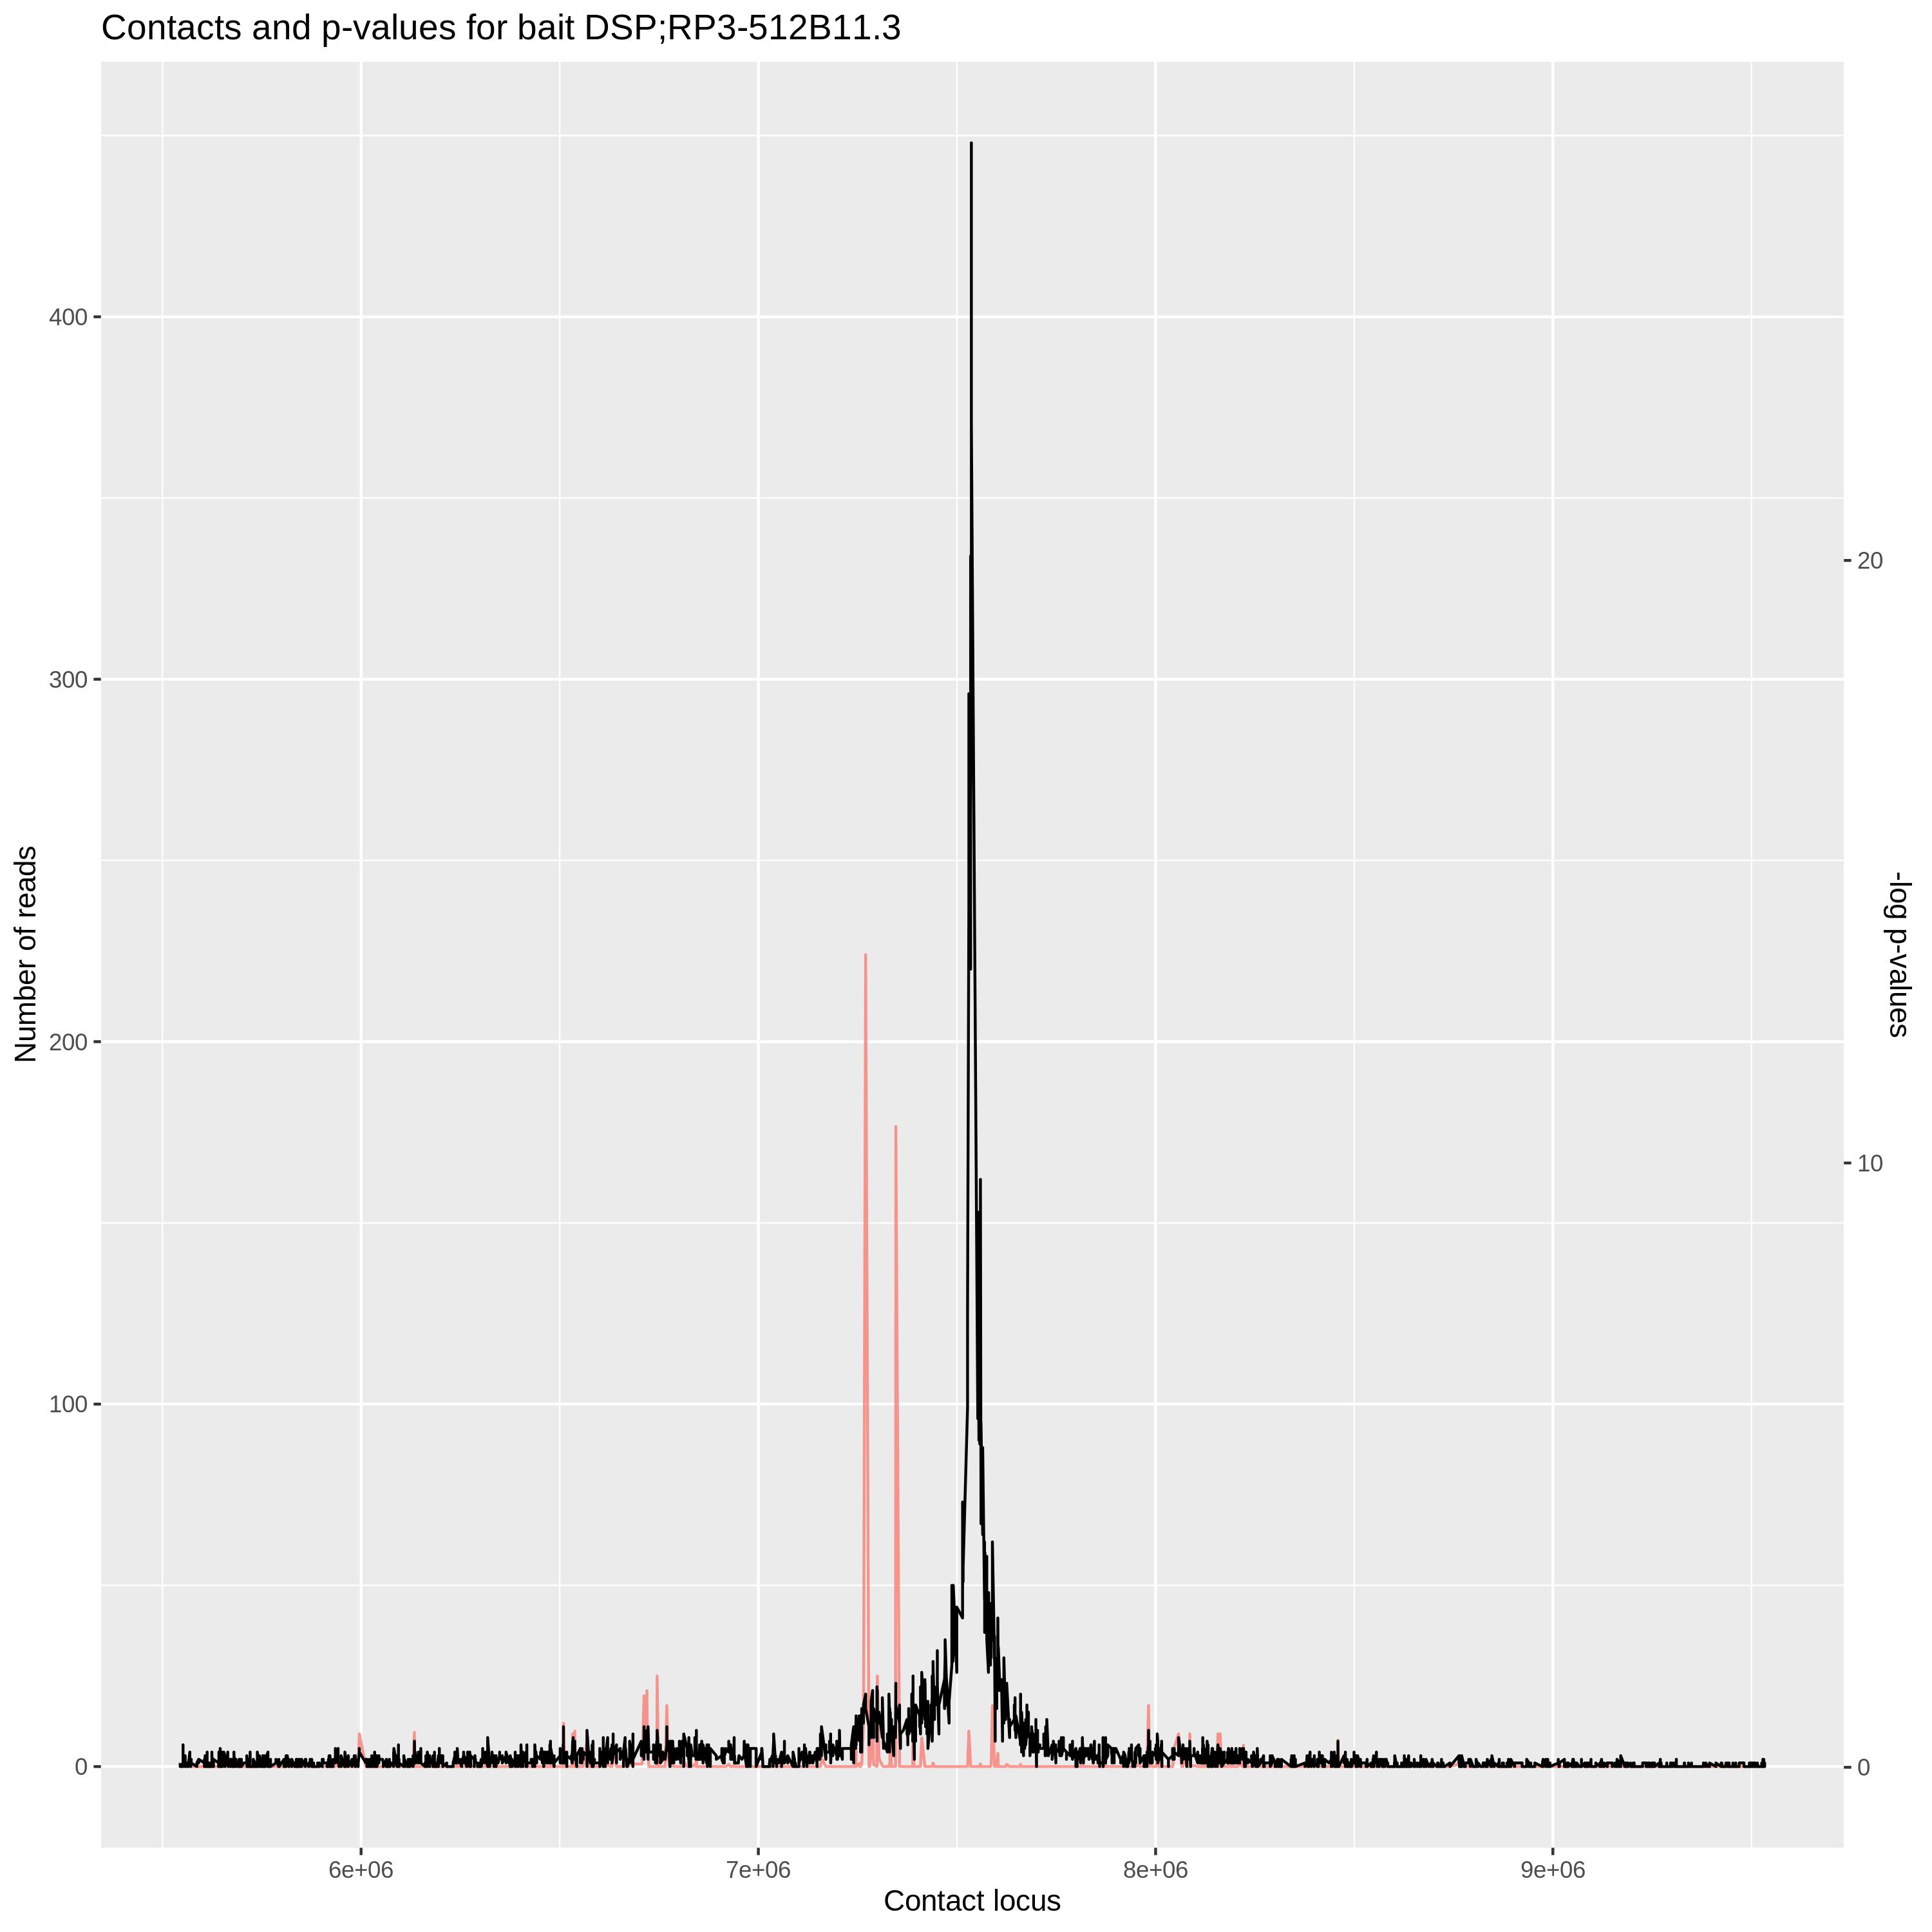 Contacts and p-values for bait DSP;RP3-512B11.3
Number of reads
400
300
200
100
0
20
10
0
-log p-values
6e+06
7e+06
8e+06
9e+06
Contact locus